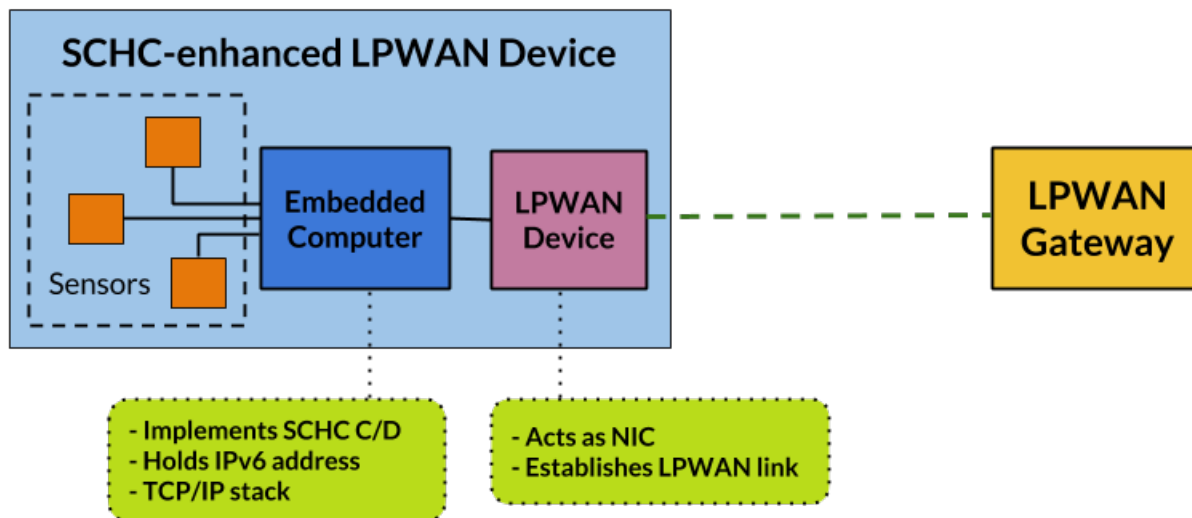 SCHC-enhanced LPWAN Device
Sensors
Embedded
Computer
LPWAN
Device
LPWAN
Gateway
- Implements SCHC C/D
- Holds IPv6 address
- TCP/IP stack
- Acts as NIC
- Establishes LPWAN link